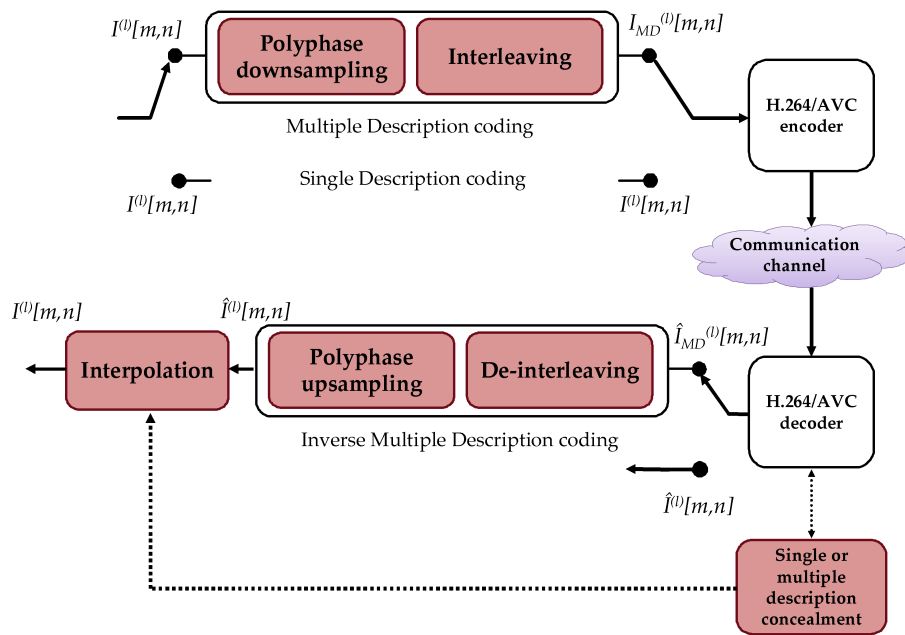 I⁽ˡ⁾[m,n]
I_MD⁽ˡ⁾[m,n]
Polyphase
downsampling
Interleaving
H.264/AVC
encoder
Multiple Description coding
Single Description coding
I⁽ˡ⁾[m,n]
I⁽ˡ⁾[m,n]
Communication
channel
I⁽ˡ⁾[m,n]
Î⁽ˡ⁾[m,n]
Î_MD⁽ˡ⁾[m,n]
Interpolation
Polyphase
upsampling
De-interleaving
H.264/AVC
decoder
Inverse Multiple Description coding
Î⁽ˡ⁾[m,n]
Single or
multiple
description
concealment